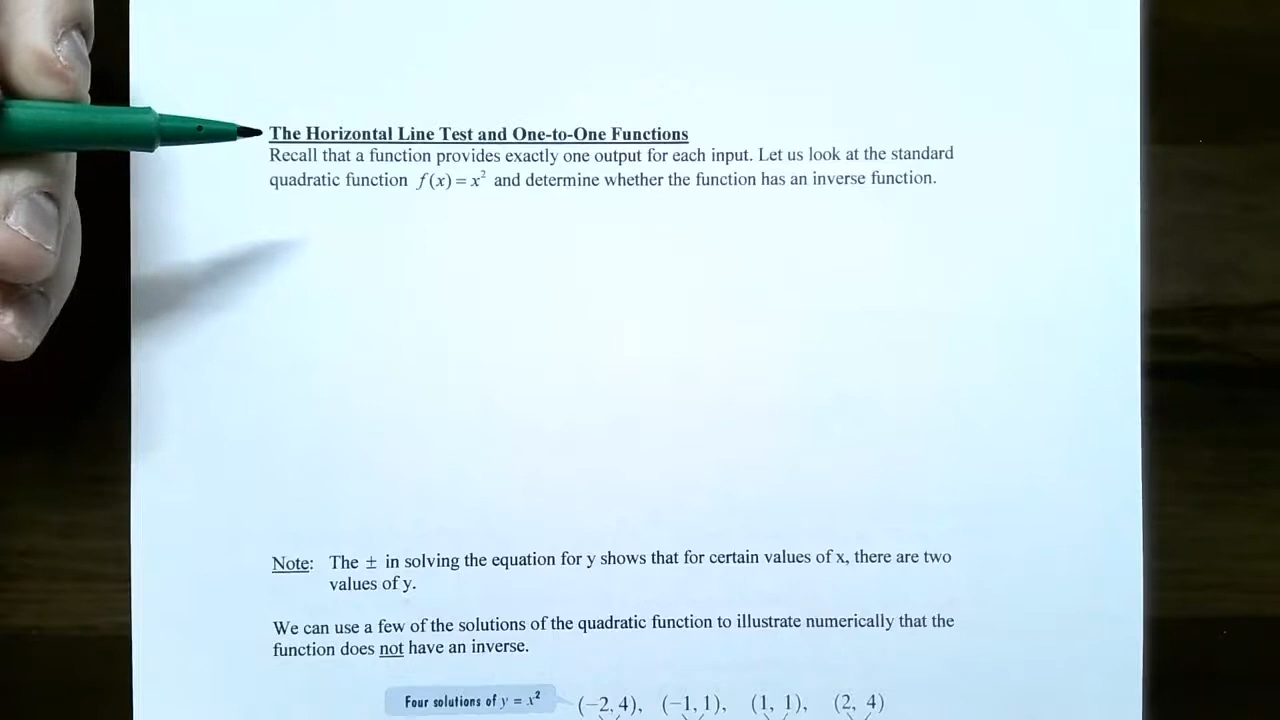 The Horizontal Line Test and One-to-One Functions
Recall that a function provides exactly one output for each input. Let us look at the standard
quadratic function f(x) = x² and determine whether the function has an inverse function.
Note: The ± in solving the equation for y shows that for certain values of x, there are two
values of y.
We can use a few of the solutions of the quadratic function to illustrate numerically that the
function does not have an inverse.
Four solutions of y = x² (−2, 4), (−1, 1), (1, 1), (2, 4)